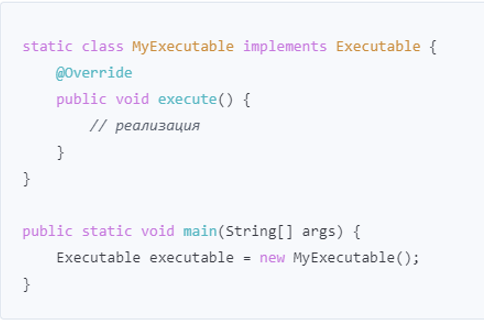 static class MyExecutable implements Executable {
    @Override
    public void execute() {
        // реализация
    }
}

public static void main(String[] args) {
    Executable executable = new MyExecutable();
}